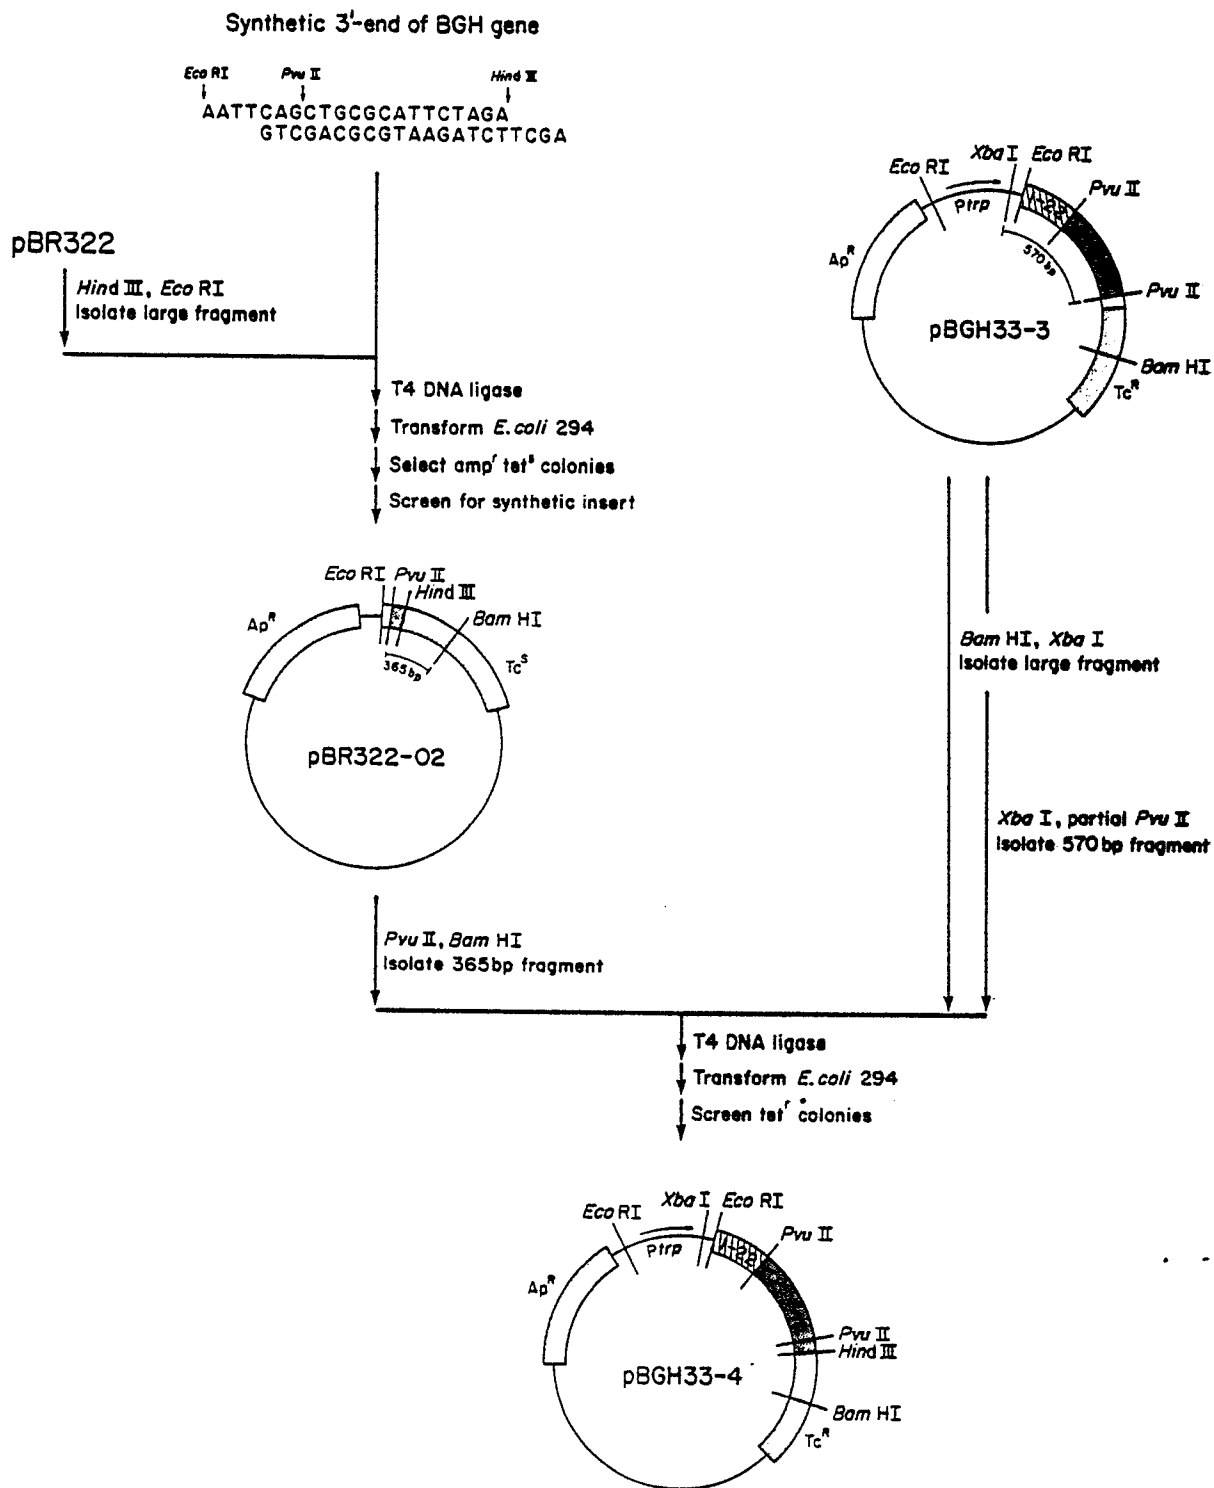 Synthetic 3'-end of BGH gene
Eco RI Pvu II Hind III
AATTCAGCTGCGCATTCTAGA
GTCGACGCGTAAGATCTTCGA
pBR322
Hind III, Eco RI
Isolate large fragment
T4 DNA ligase
Transform E. coli 294
Select amp^r tet^s colonies
Screen for synthetic insert
Eco RI
Xba I
Eco RI
Pvu II
Ptrp
1-22
Ap^R
570 bp
Pvu II
pBGH33-3
Bam HI
Tc^R
Eco RI
Pvu II
Hind III
Bam HI
Ap^R
365 bp
Tc^S
pBR322-02
Bam HI, Xba I
Isolate large fragment
Xba I, partial Pvu II
Isolate 570 bp fragment
Pvu II, Bam HI
Isolate 365 bp fragment
T4 DNA ligase
Transform E. coli 294
Screen tet^r colonies
Eco RI
Xba I
Eco RI
Pvu II
Ptrp
1-22
Ap^R
Pvu II
Hind III
pBGH33-4
Bam HI
Tc^R